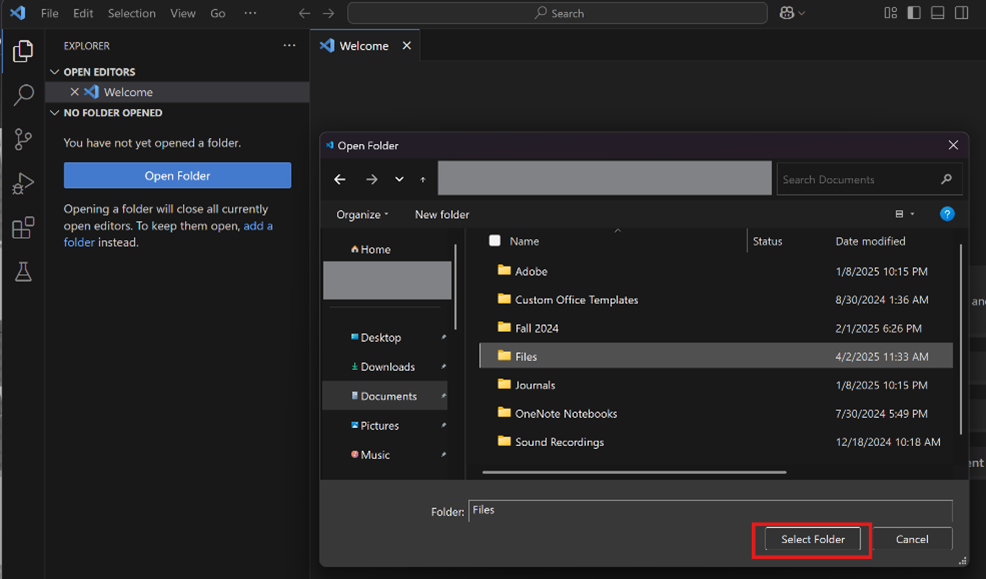 File Edit Selection View Go ··· Search
EXPLORER ···
Welcome
OPEN EDITORS
Welcome
NO FOLDER OPENED
You have not yet opened a folder.
Open Folder
Opening a folder will close all currently
open editors. To keep them open, add a
folder instead.
Open Folder
Search Documents
Organize New folder
Home
Desktop
Downloads
Documents
Pictures
Music
Name Status Date modified
Adobe 1/8/2025 10:15 PM
Custom Office Templates 8/30/2024 1:36 AM
Fall 2024 2/1/2025 6:26 PM
Files 4/2/2025 11:33 AM
Journals 1/8/2025 10:15 PM
OneNote Notebooks 7/30/2024 5:49 PM
Sound Recordings 12/18/2024 10:18 AM
Folder: Files
Select Folder Cancel